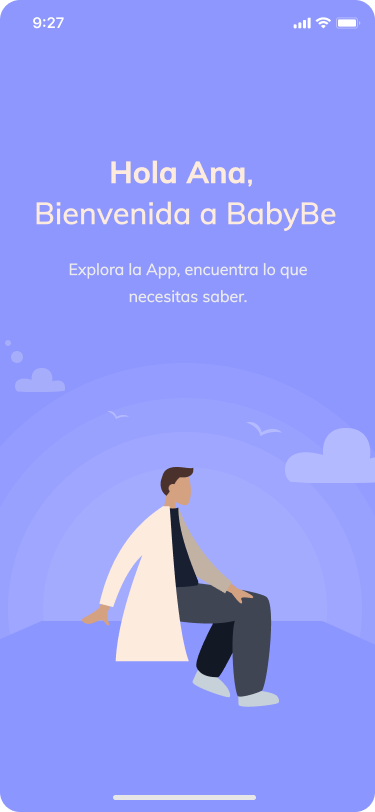 9:27
Hola Ana,
Bienvenida a BabyBe
Explora la App, encuentra lo que
necesitas saber.